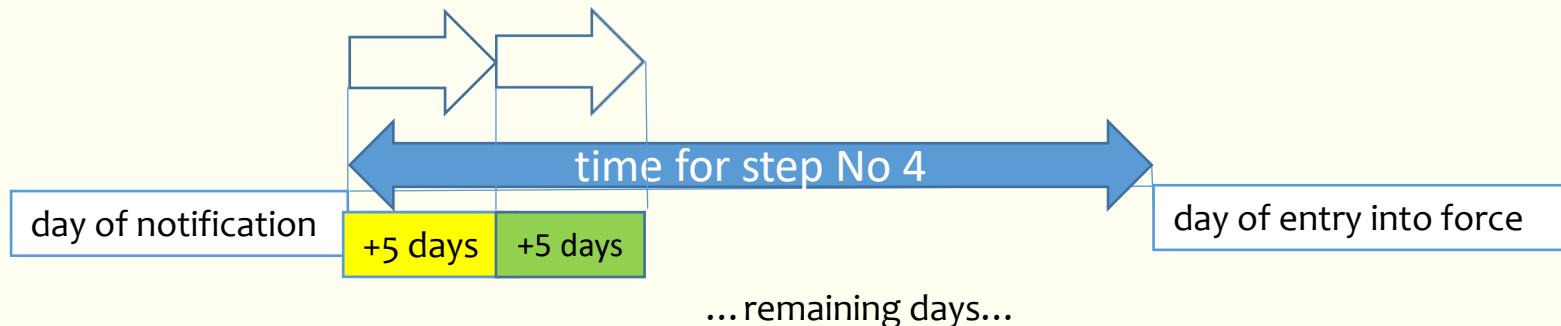 time for step No 4
day of notification
day of entry into force
+5 days
+5 days
...remaining days...